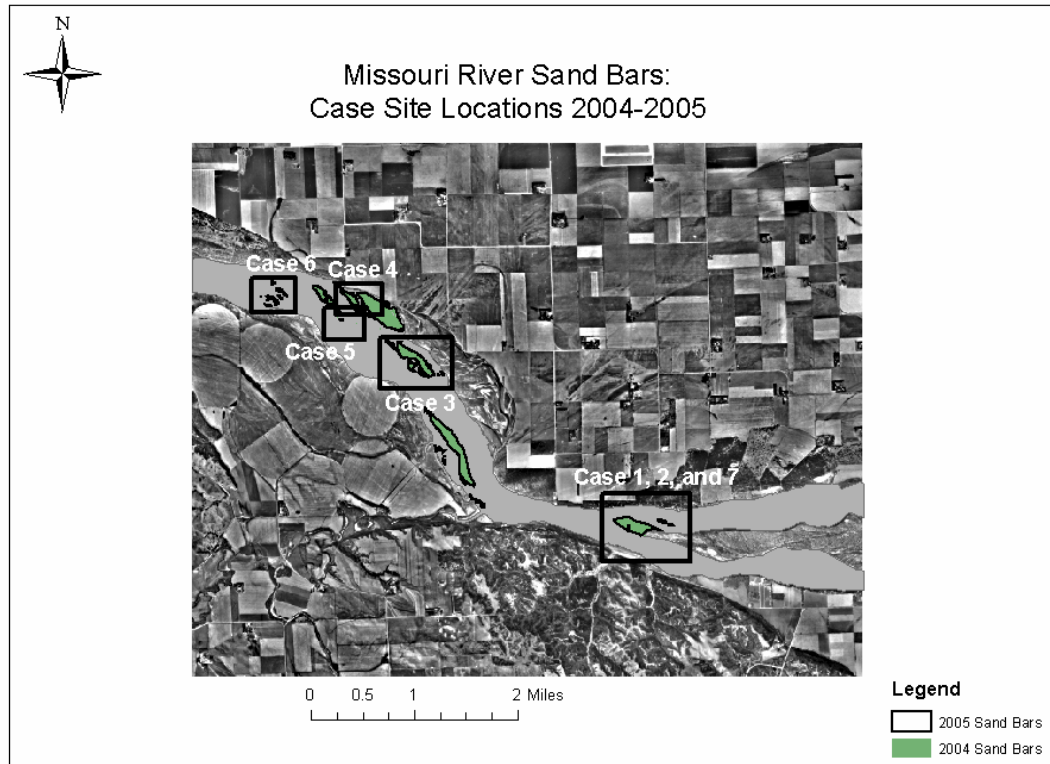 N
Missouri River Sand Bars:
Case Site Locations 2004-2005
Case 6
Case 4
Case 5
Case 3
Case 1, 2, and 7
0 0.5 1 2 Miles
Legend
2005 Sand Bars
2004 Sand Bars